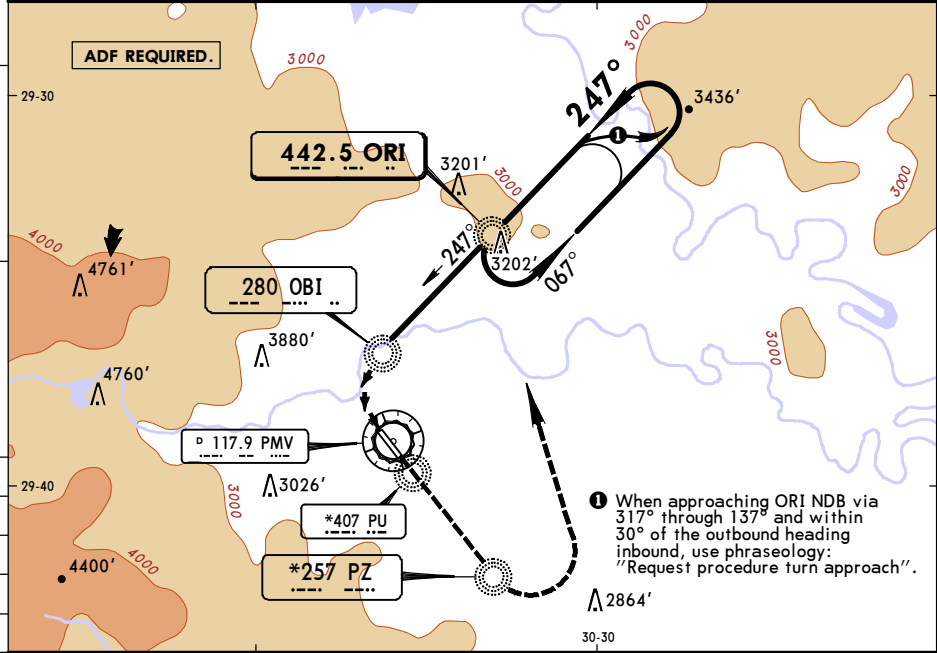 ADF REQUIRED.
3000
3000
29-30
247°
3436'
1
442.5 ORI
3201'
3000
3000
4000
4761'
247°
3202'
067°
280 OBI
3880'
3000
4760'
D 117.9 PMV
29-40
3026'
3000
*407 PU
1 When approaching ORI NDB via
317° through 137° and within
30° of the outbound heading
inbound, use phraseology:
"Request procedure turn approach".
4000
4400'
*257 PZ
2864'
30-30